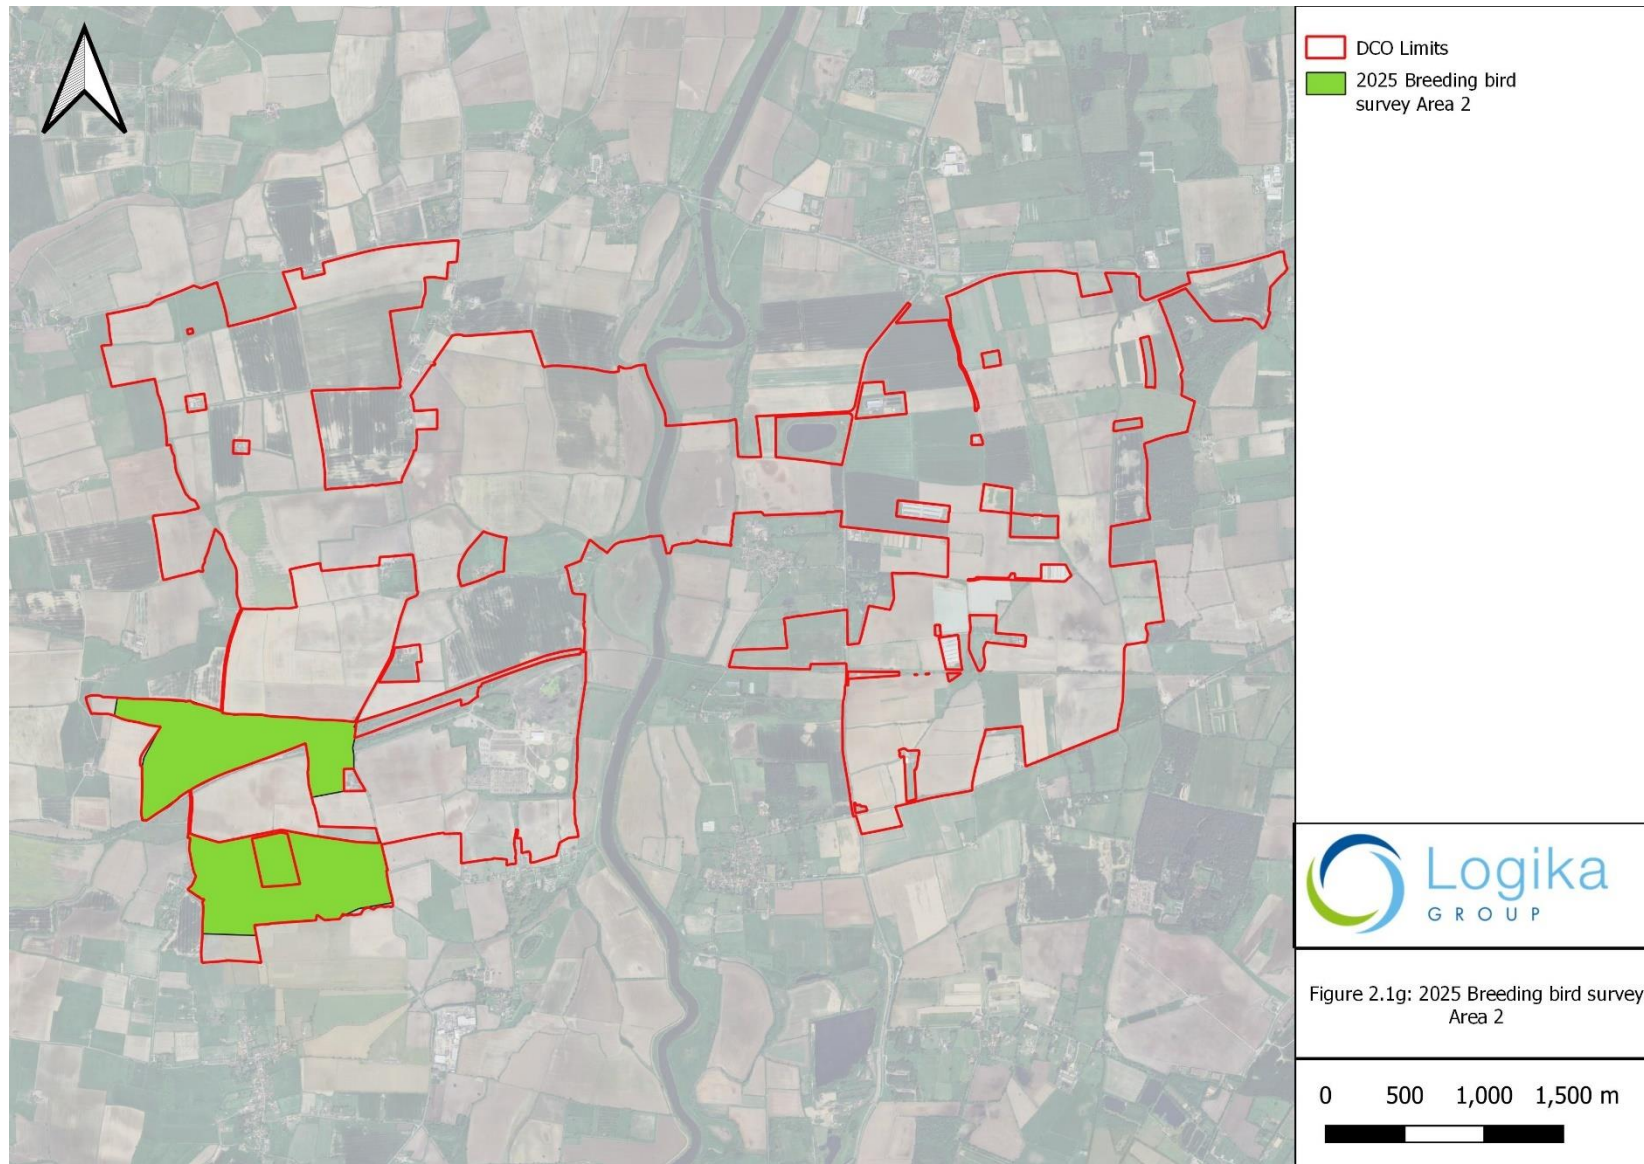 DCO Limits
2025 Breeding bird
survey Area 2
Logika
GROUP
Figure 2.1g: 2025 Breeding bird survey
Area 2
0 500 1,000 1,500 m